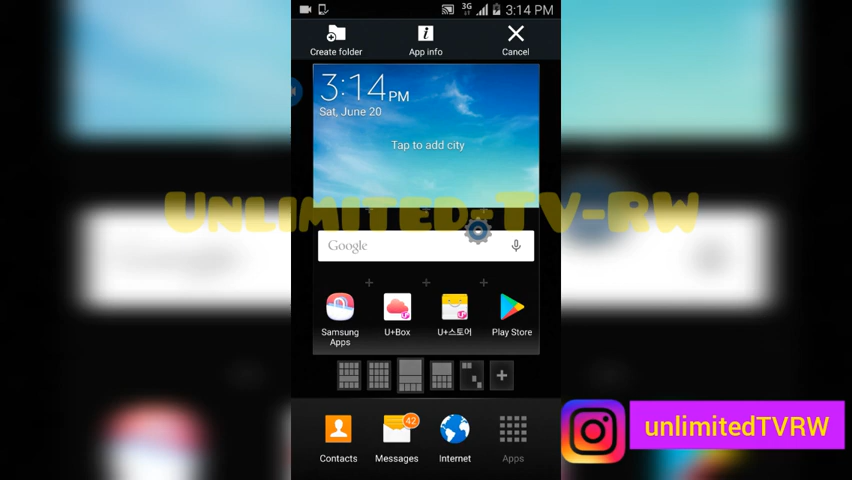 3G 3:14 PM
Create folder
App info
Cancel
3:14 PM
Sat, June 20
Tap to add city
Unlimited-TV-RW
Google
Samsung Apps
U+Box
U+스토어
Play Store
42
Contacts
Messages
Internet
Apps
unlimitedTVRW